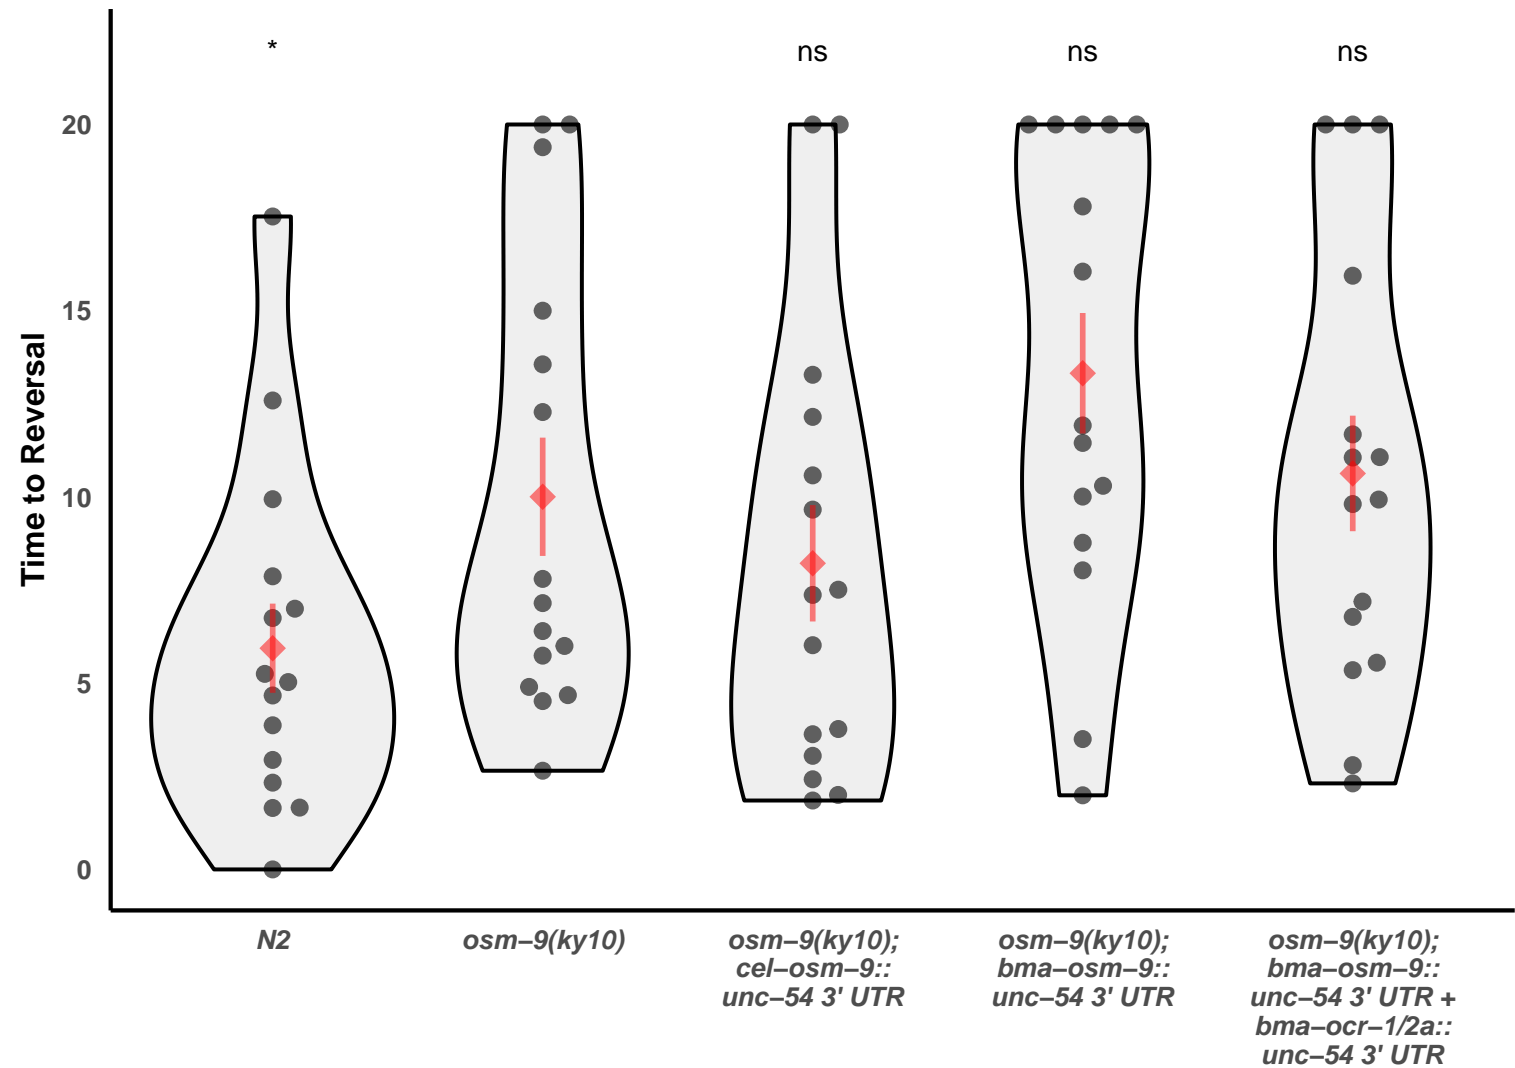 * ns ns ns
20
15
10
5
0
Time to Reversal
N2
osm–9(ky10)
osm–9(ky10);
cel–osm–9::
unc–54 3' UTR
osm–9(ky10);
bma–osm–9::
unc–54 3' UTR
osm–9(ky10);
bma–osm–9::
unc–54 3' UTR +
bma–ocr–1/2a::
unc–54 3' UTR